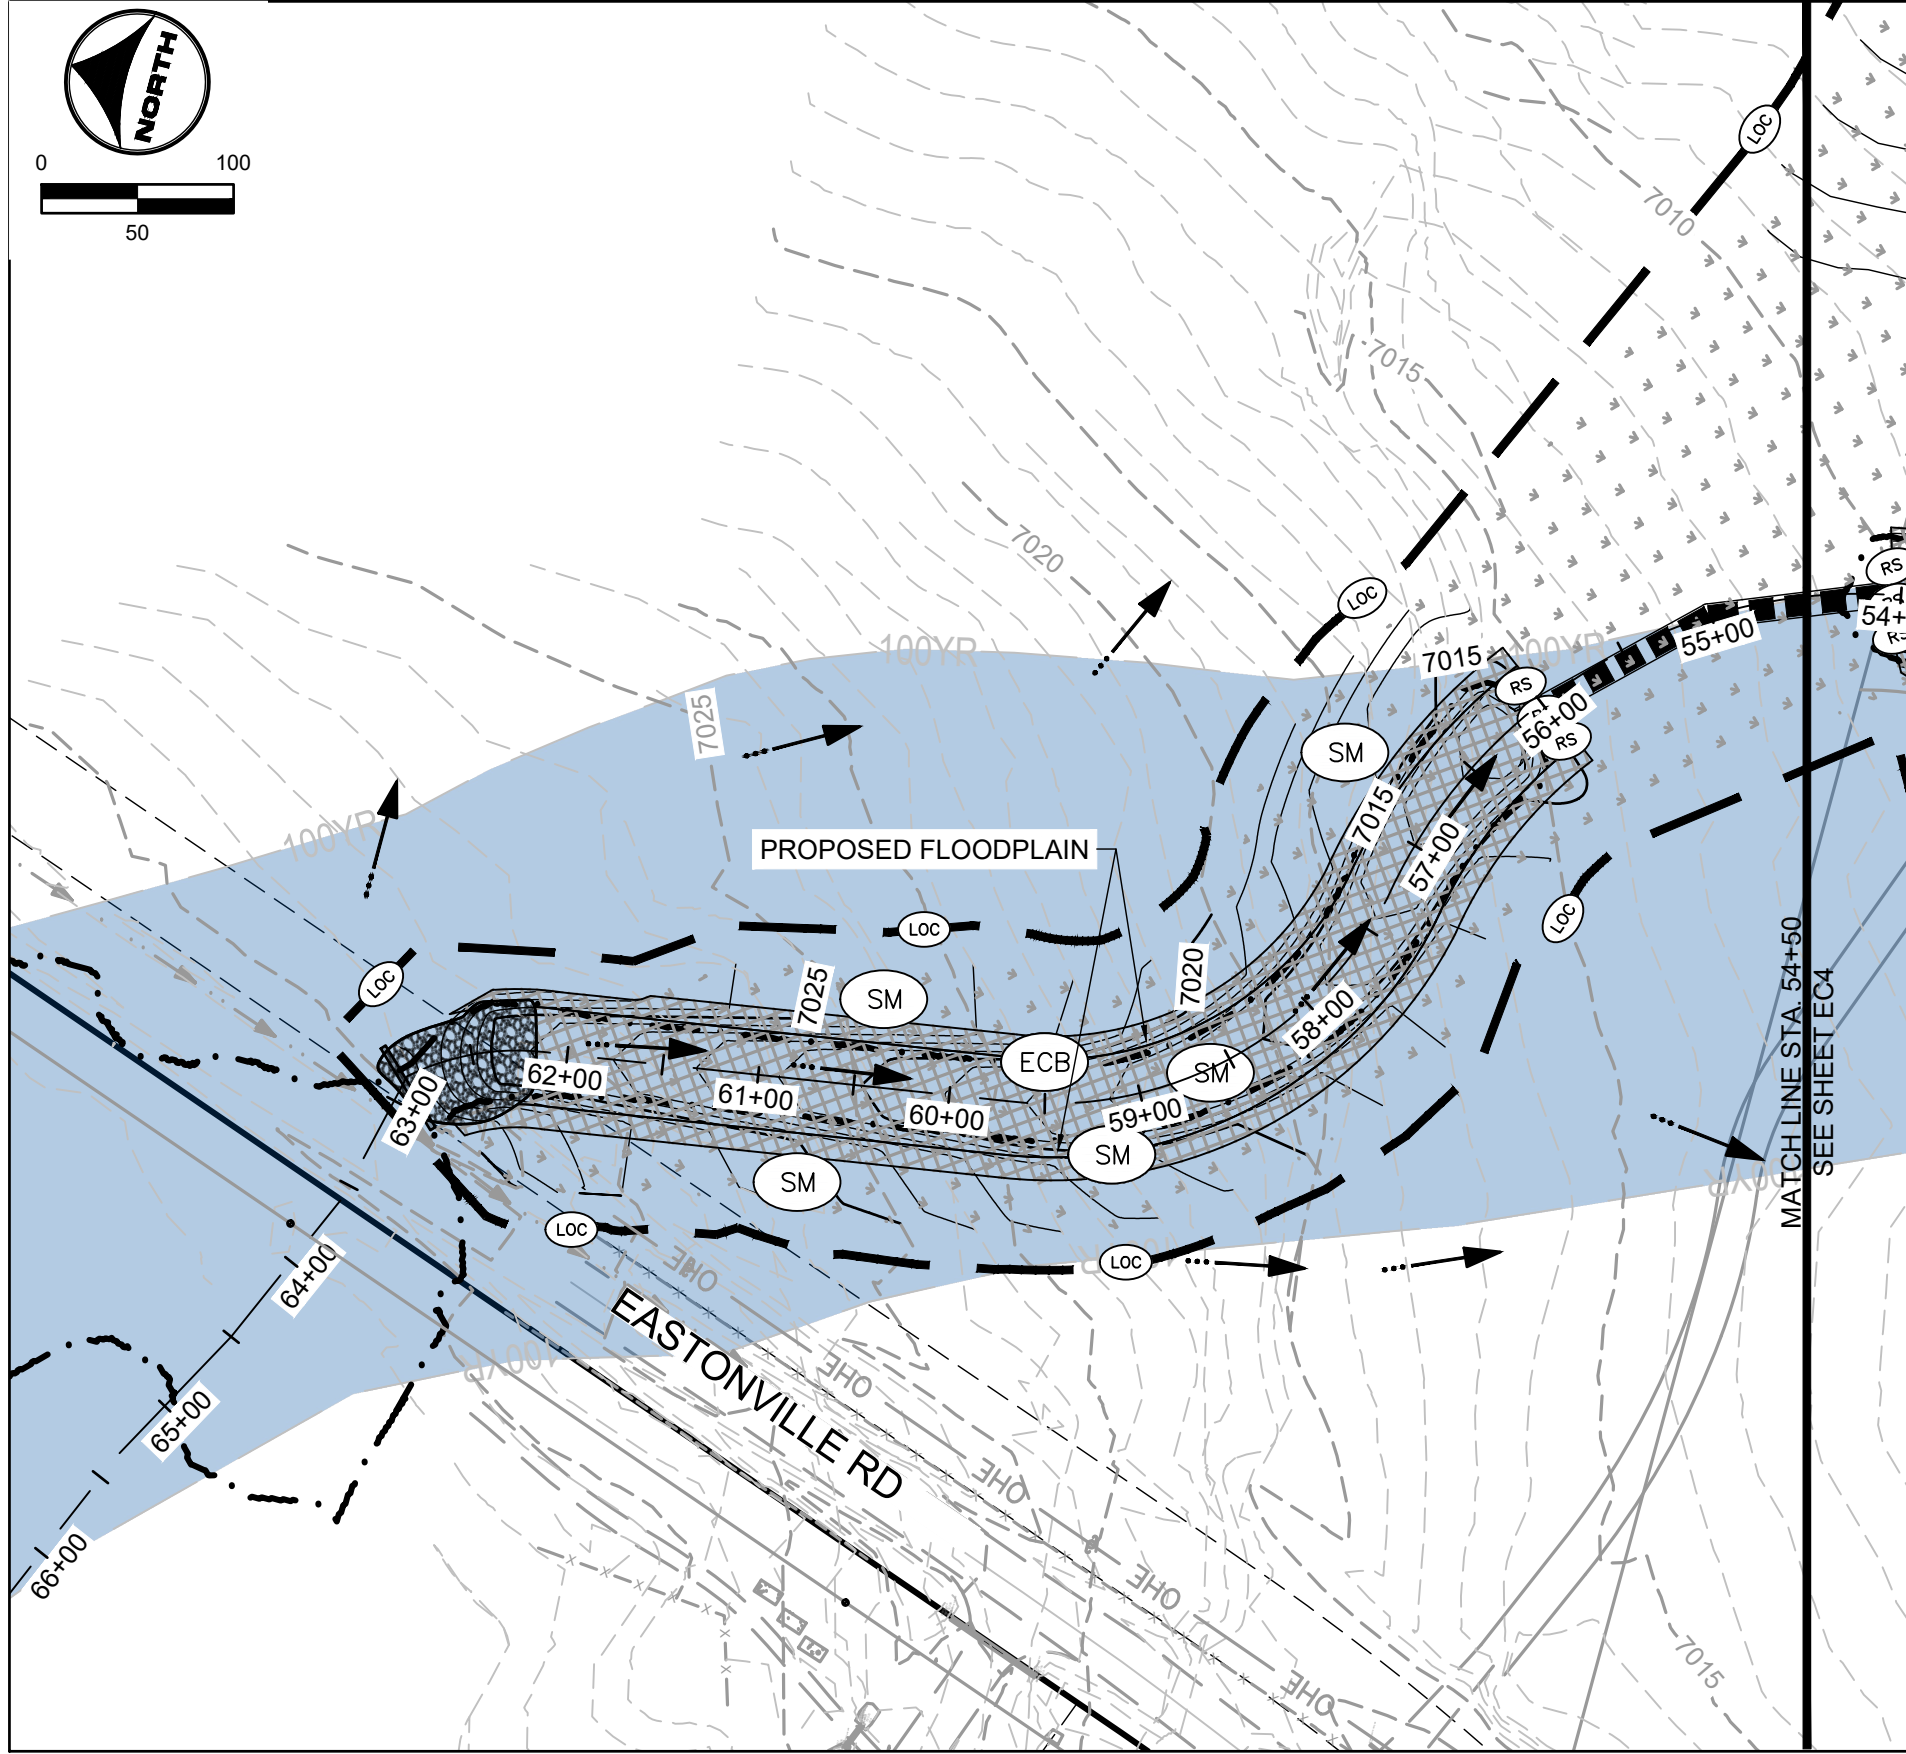 NORTH
0 100
50
LOC
7010
7015
7020
LOC
RS
54+
RS
55+00
100YR
100YR
7015
RS
56+00
RS
7025
SM
100YR
7015
PROPOSED FLOODPLAIN
57+00
LOC
LOC
LOC
7020
7025
SM
58+00
MATCH LINE STA. 54+50
SEE SHEET EC4
ECB
SM
62+00
61+00
60+00
59+00
63+00
SM
SM
LOC
LOC
OHE
64+00
EASTONVILLE RD
100YR
OHE
65+00
OHE
66+00
OHE
OHE
7015